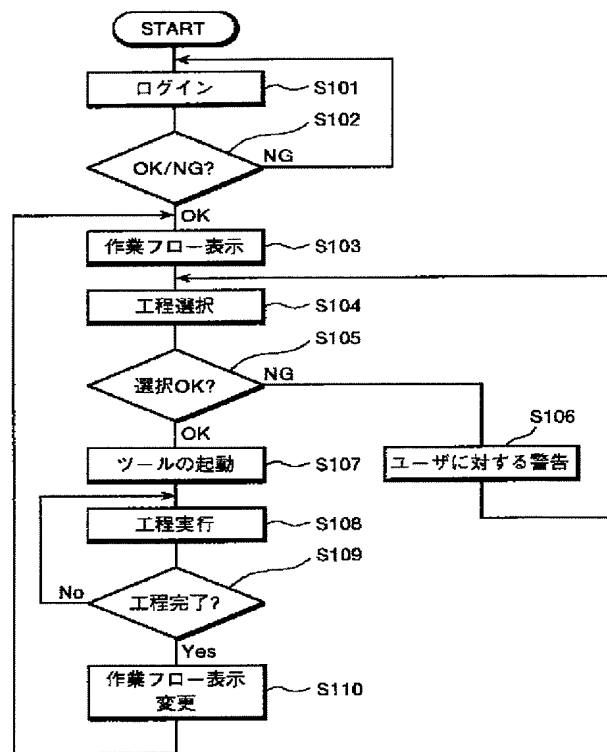 START
ログイン
S101
S102
OK/NG?
NG
OK
作業フロー表示
S103
工程選択
S104
S105
選択OK?
NG
OK
S106
ユーザに対する警告
ツールの起動
S107
工程実行
S108
S109
No
工程完了?
Yes
作業フロー表示
変更
S110